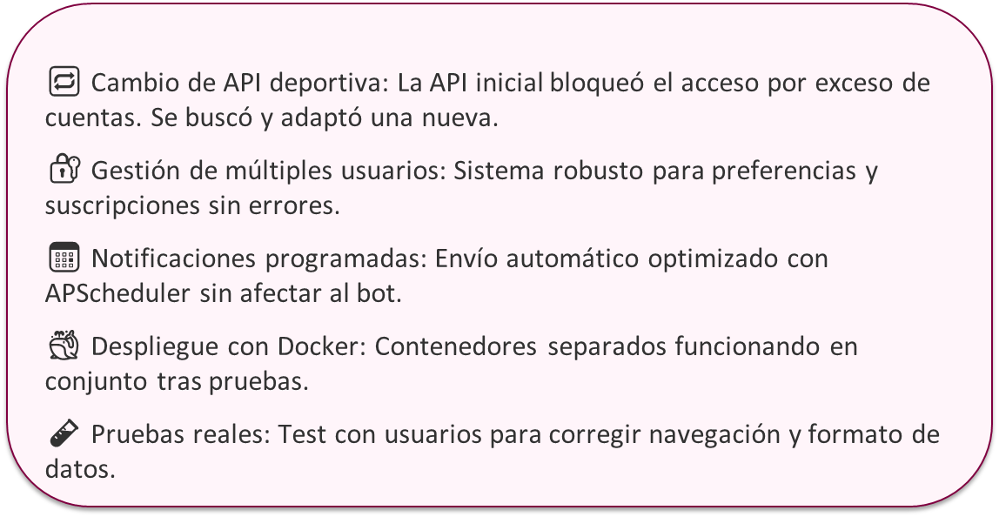 🔁 Cambio de API deportiva: La API inicial bloqueó el acceso por exceso de
cuentas. Se buscó y adaptó una nueva.
🔐 Gestión de múltiples usuarios: Sistema robusto para preferencias y
suscripciones sin errores.
📅 Notificaciones programadas: Envío automático optimizado con
APScheduler sin afectar al bot.
🐳 Despliegue con Docker: Contenedores separados funcionando en
conjunto tras pruebas.
🧪 Pruebas reales: Test con usuarios para corregir navegación y formato de
datos.